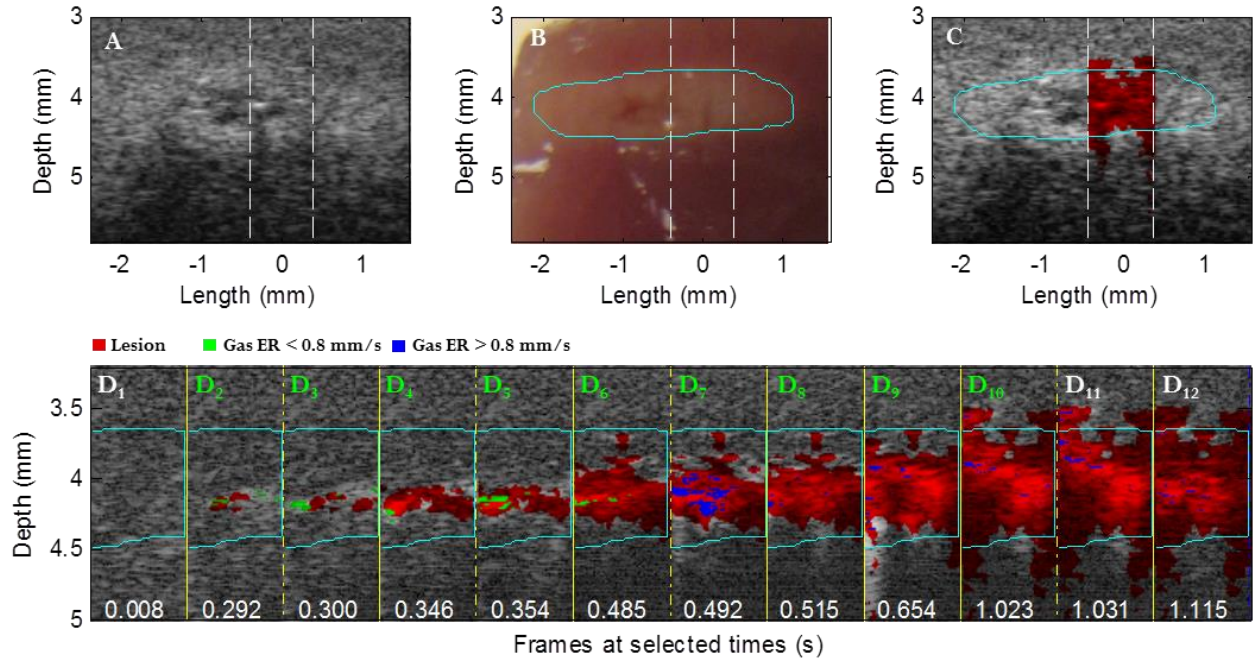 A
B
C
3
4
5
Depth (mm)
-2 -1 0 1
Length (mm)
3
4
5
Depth (mm)
-2 -1 0 1
Length (mm)
3
4
5
Depth (mm)
-2 -1 0 1
Length (mm)
Lesion Gas ER < 0.8 mm/s Gas ER > 0.8 mm/s
D1 D2 D3 D4 D5 D6 D7 D8 D9 D10 D11 D12
3.5
4
4.5
5
Depth (mm)
0.008 0.292 0.300 0.346 0.354 0.485 0.492 0.515 0.654 1.023 1.031 1.115
Frames at selected times (s)